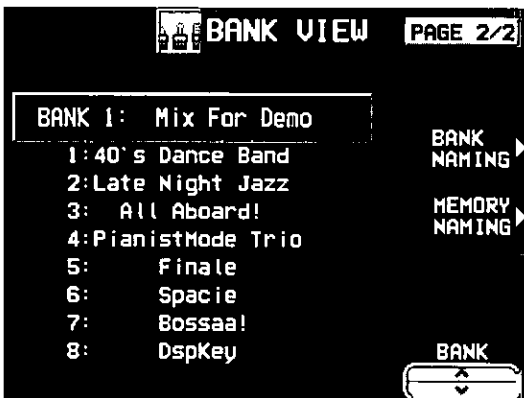 BANK VIEW PAGE 2/2
BANK 1: Mix For Demo
1:40's Dance Band
2:Late Night Jazz
3: All Aboard!
4:PianistMode Trio
5: Finale
6: Spacie
7: Bossaa!
8: DspKey
BANK
NAMING
MEMORY
NAMING
BANK